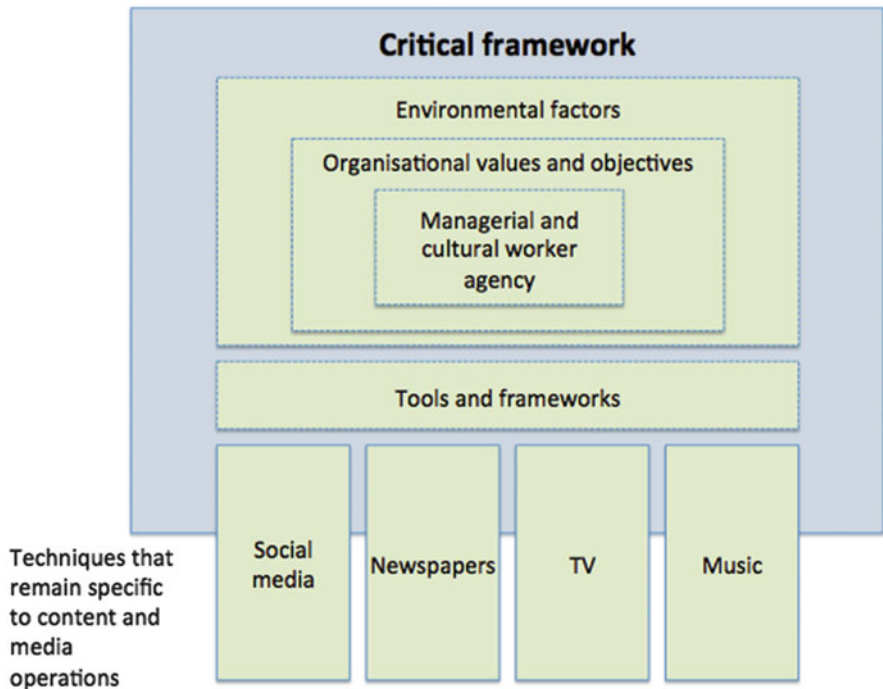 Critical framework
Environmental factors
Organisational values and objectives
Managerial and
cultural worker
agency
Tools and frameworks
Social
media
Newspapers
TV
Music
Techniques that
remain specific
to content and
media
operations